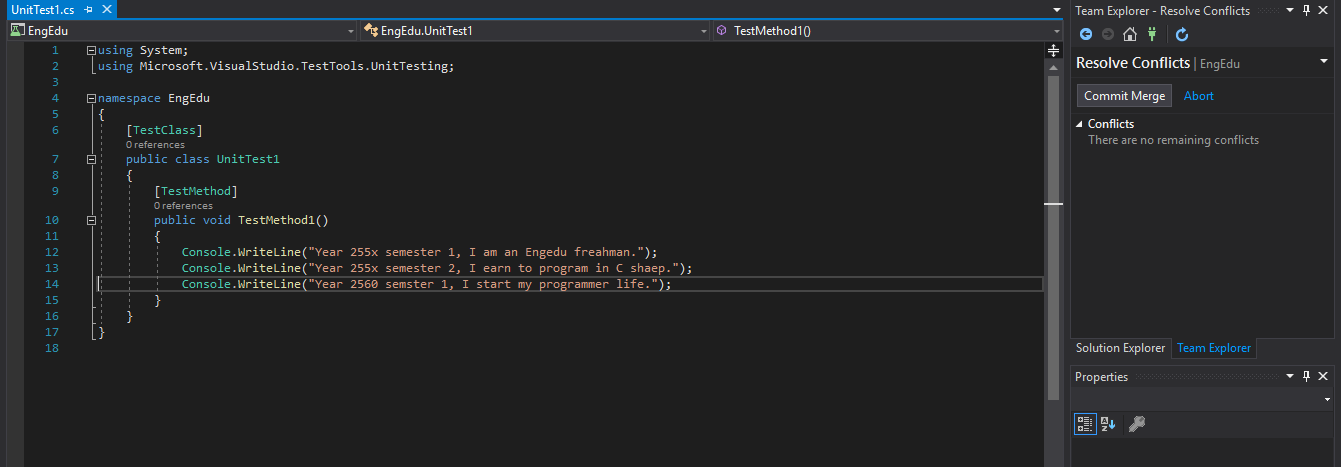 UnitTest1.cs
EngEdu
EngEdu.UnitTest1
TestMethod1()
1 using System;
2 using Microsoft.VisualStudio.TestTools.UnitTesting;
3
4 namespace EngEdu
5 {
6 [TestClass]
0 references
7 public class UnitTest1
8 {
9 [TestMethod]
0 references
10 public void TestMethod1()
11 {
12 Console.WriteLine("Year 255x semester 1, I am an Engedu freahman.");
13 Console.WriteLine("Year 255x semester 2, I earn to program in C shaep.");
14 Console.WriteLine("Year 2560 semster 1, I start my programmer life.");
15 }
16 }
17 }
18
Team Explorer - Resolve Conflicts
Resolve Conflicts | EngEdu
Commit Merge Abort
Conflicts
There are no remaining conflicts
Solution Explorer Team Explorer
Properties